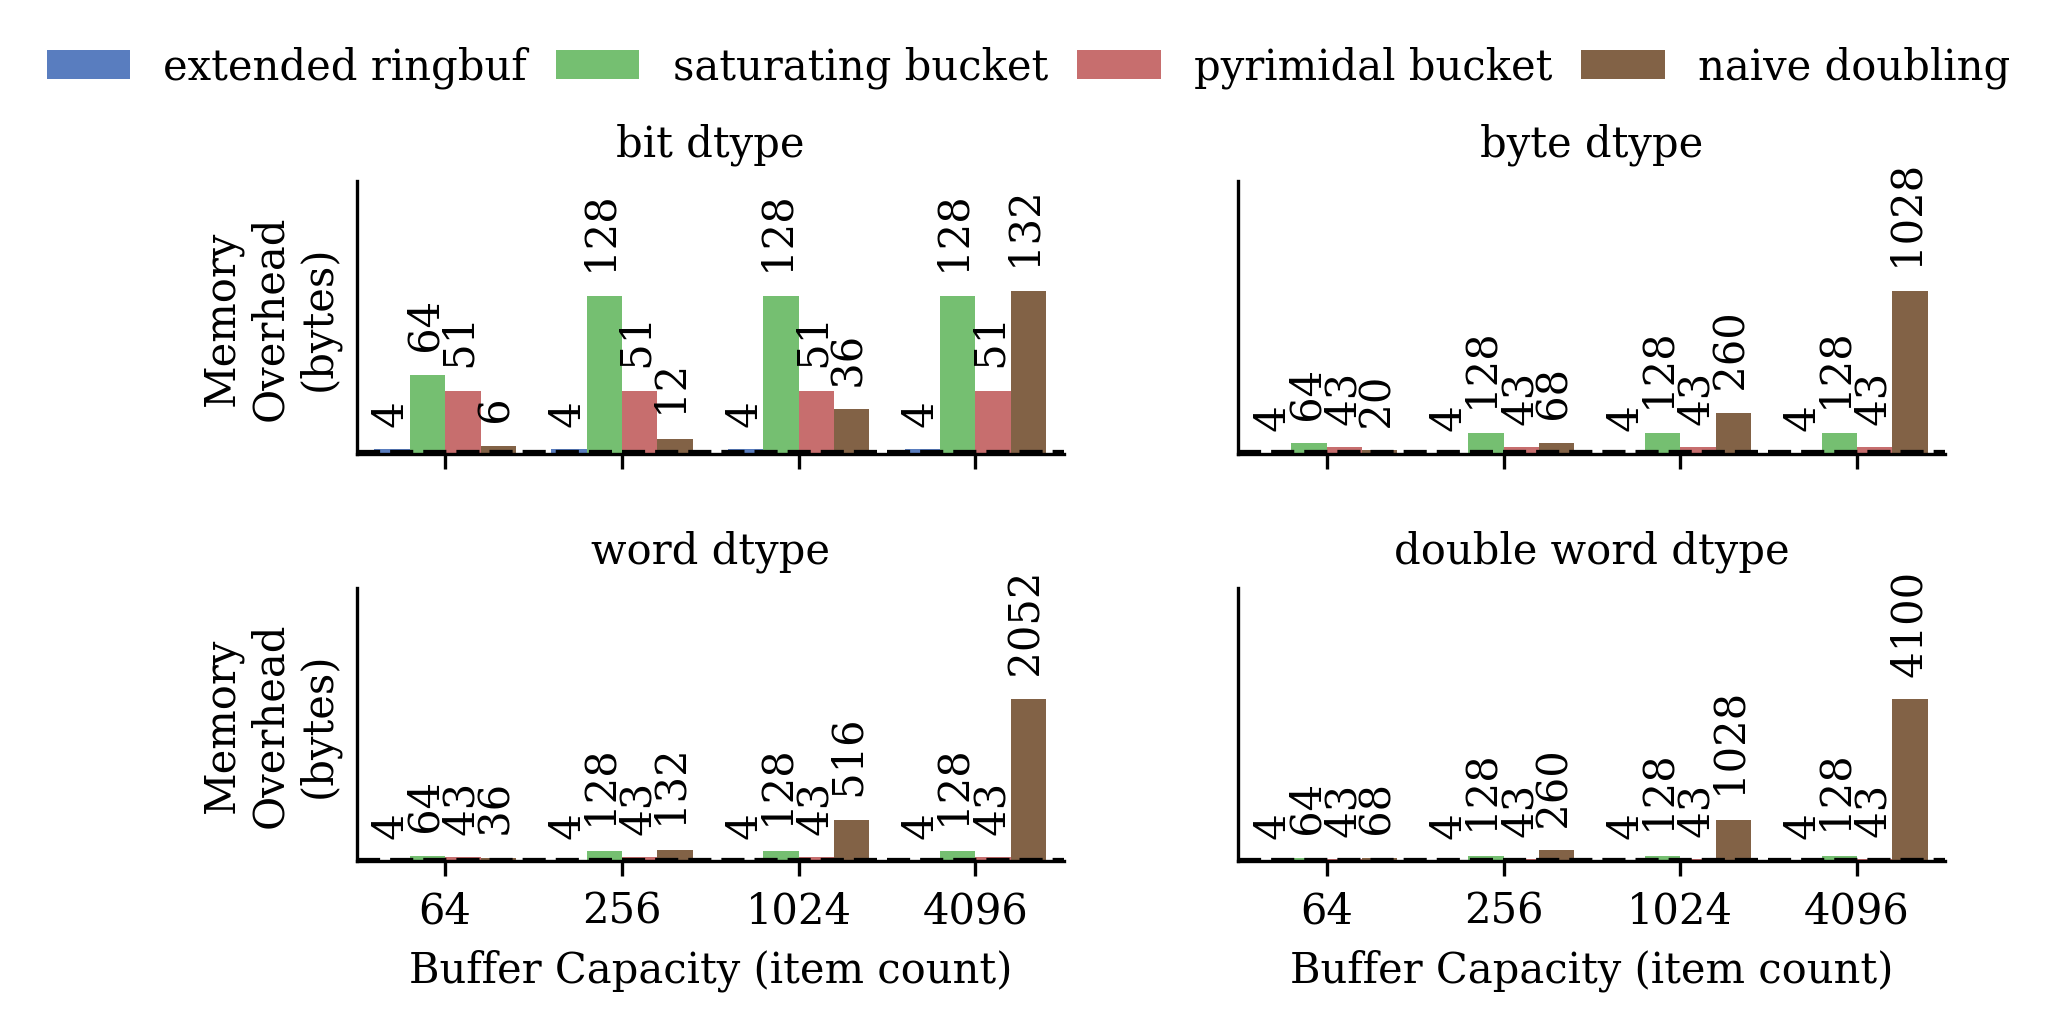 extended ringbuf saturating bucket pyrimidal bucket naive doubling
bit dtype
Memory
Overhead
(bytes)
4 64 51 6 4 128 51 12 4 128 51 36 4 128 51 132
byte dtype
4 64 43 20 4 128 43 68 4 128 43 260 4 128 43 1028
word dtype
Memory
Overhead
(bytes)
4 64 43 36 4 128 43 132 4 128 43 516 4 128 43 2052
64 256 1024 4096
Buffer Capacity (item count)
double word dtype
4 64 43 68 4 128 43 260 4 128 43 1028 4 128 43 4100
64 256 1024 4096
Buffer Capacity (item count)